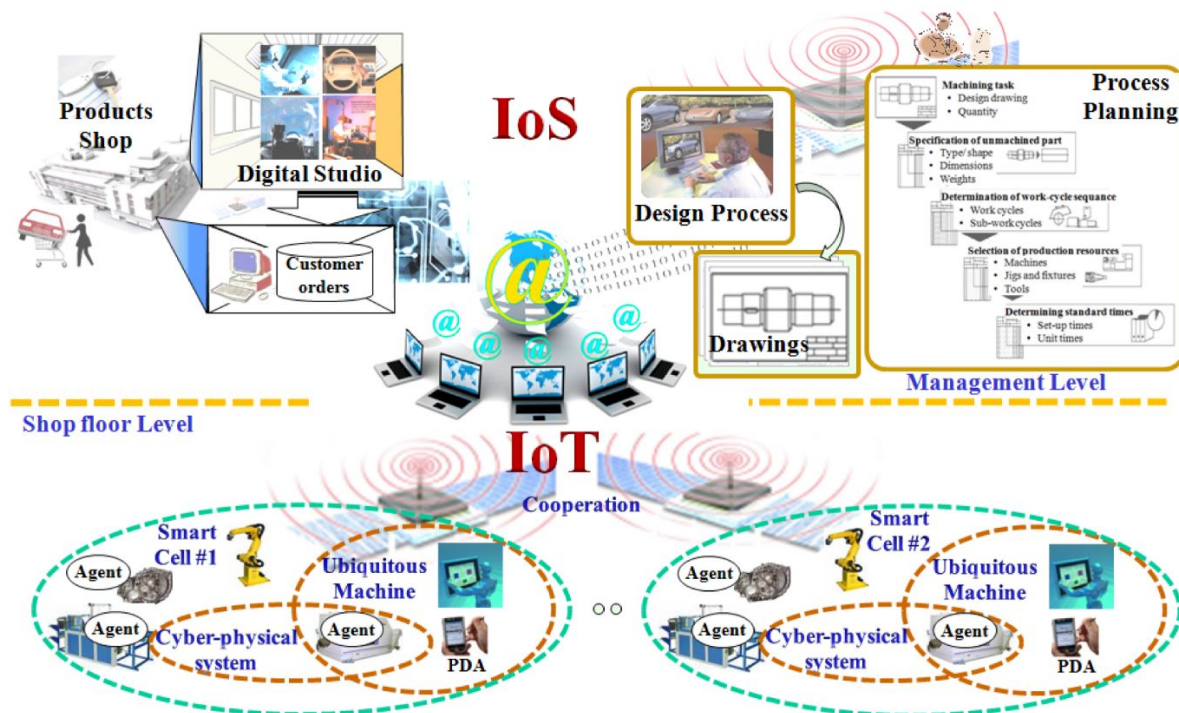 Products
Shop
Digital Studio
Customer
orders
IoS
@
@
@
@
@
@
Design Process
Drawings
Process
Planning
Machining task
• Design drawing
• Quantity
Specification of unmachined part
• Type/ shape
• Dimensions
• Weights
Determination of work-cycle sequance
• Work cycles
• Sub-work cycles
Selection of production resources
• Machines
• Jigs and fixtures
• Tools
Determining standard times
• Set-up times
• Unit times
Management Level
Shop floor Level
IoT
Cooperation
Smart
Cell #1
Agent
Agent
Cyber-physical
system
Ubiquitous
Machine
Agent
PDA
Smart
Cell #2
Agent
Agent
Cyber-physical
system
Ubiquitous
Machine
Agent
PDA